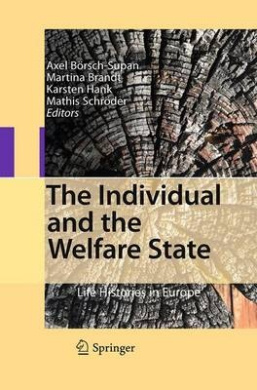 Axel Börsch-Supan
Martina Brandt
Karsten Hank
Mathis Schröder
Editors
The Individual
and the
Welfare State
Life Histories in Europe
Springer